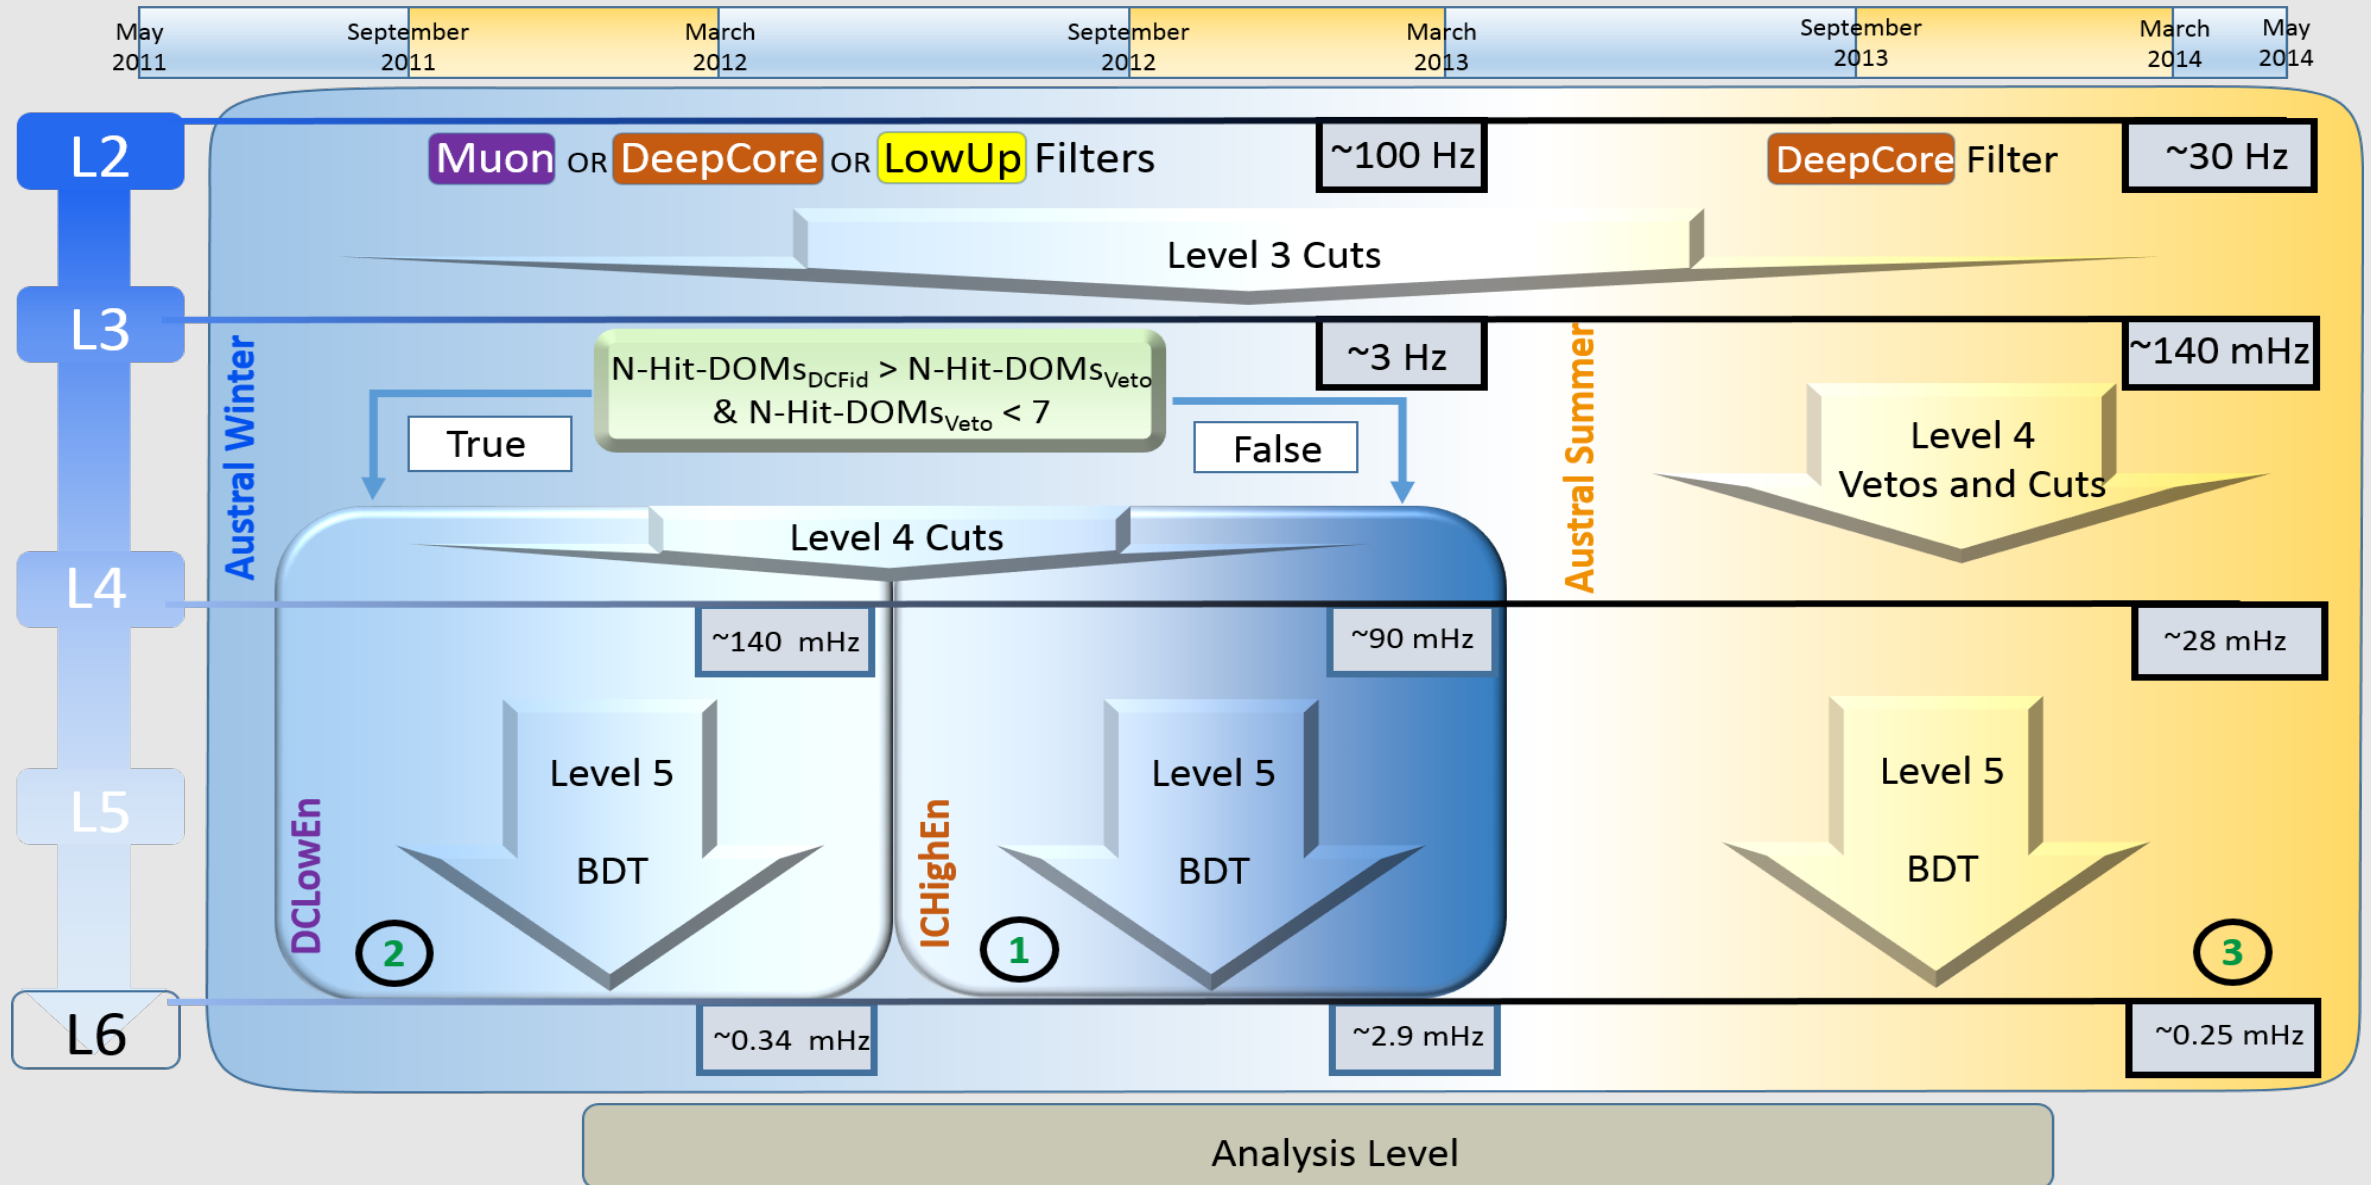 May 2011
September 2011
March 2012
September 2012
March 2013
September 2013
March 2014
May 2014
L2
Muon OR DeepCore OR LowUp Filters
~100 Hz
DeepCore Filter
~30 Hz
Level 3 Cuts
L3
Austral Winter
N-Hit-DOMsDCFid > N-Hit-DOMsVeto
& N-Hit-DOMsVeto < 7
~3 Hz
Austral Summer
~140 mHz
True
False
Level 4
Vetos and Cuts
Level 4 Cuts
L4
~140 mHz
~90 mHz
~28 mHz
L5
DCLowEn
Level 5
BDT
2
ICHighEn
Level 5
BDT
1
Level 5
BDT
3
L6
~0.34 mHz
~2.9 mHz
~0.25 mHz
Analysis Level